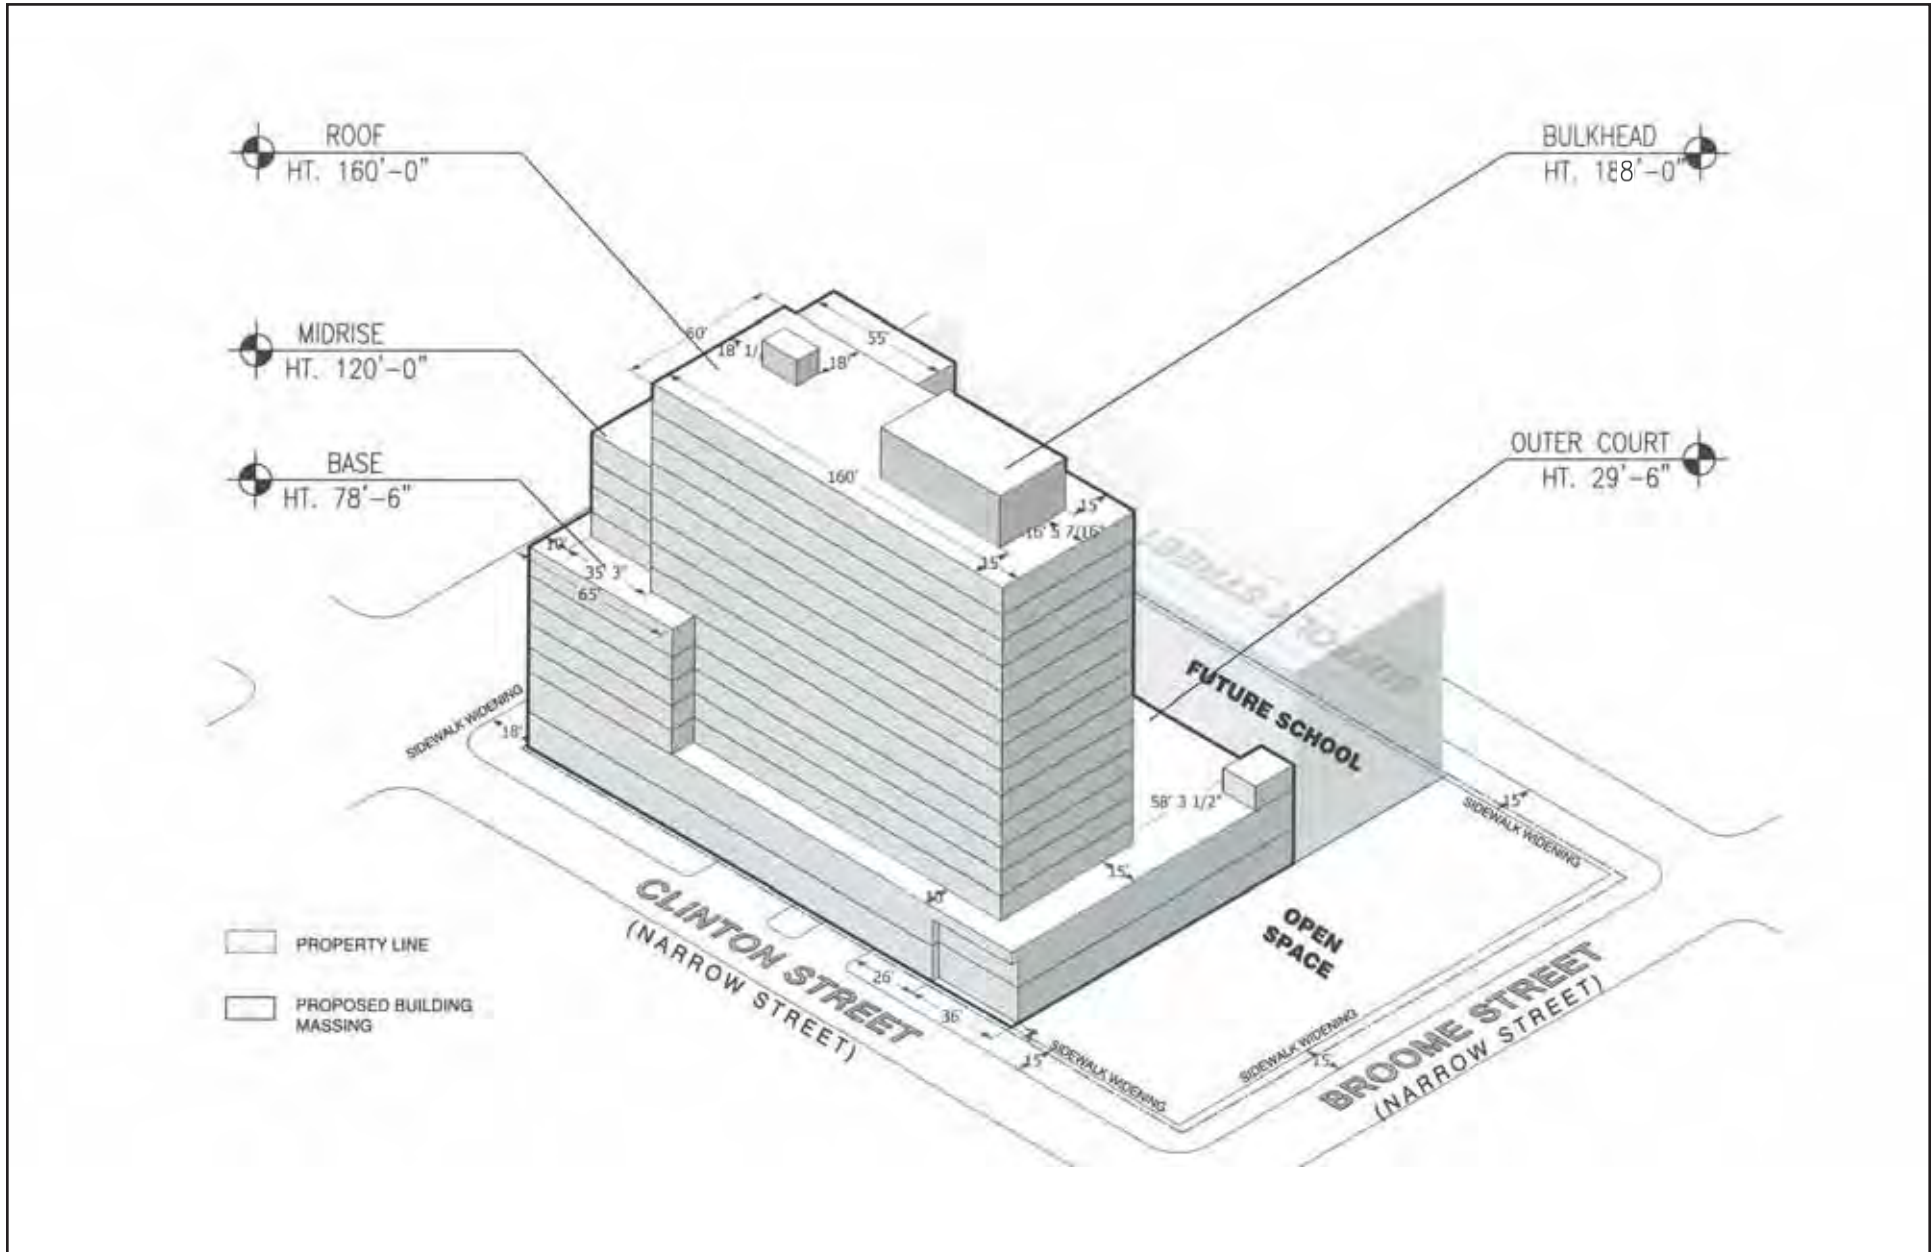 ROOF
HT. 160'-0"
BULKHEAD
HT. 188'-0"
MIDRISE
HT. 120'-0"
BASE
HT. 78'-6"
OUTER COURT
HT. 29'-6"
60'
55'
18' 1/
18'
160'
15'
16' 5 7/16"
15'
10'
35' 3"
65'
FUTURE SCHOOL
SIDEWALK WIDENING
18'
58' 3 1/2"
15'
SIDEWALK WIDENING
15'
10'
OPEN
SPACE
CLINTON STREET
(NARROW STREET)
26'
36'
15'
SIDEWALK WIDENING
SIDEWALK WIDENING
15'
BROOME STREET
(NARROW STREET)
PROPERTY LINE
PROPOSED BUILDING
MASSING